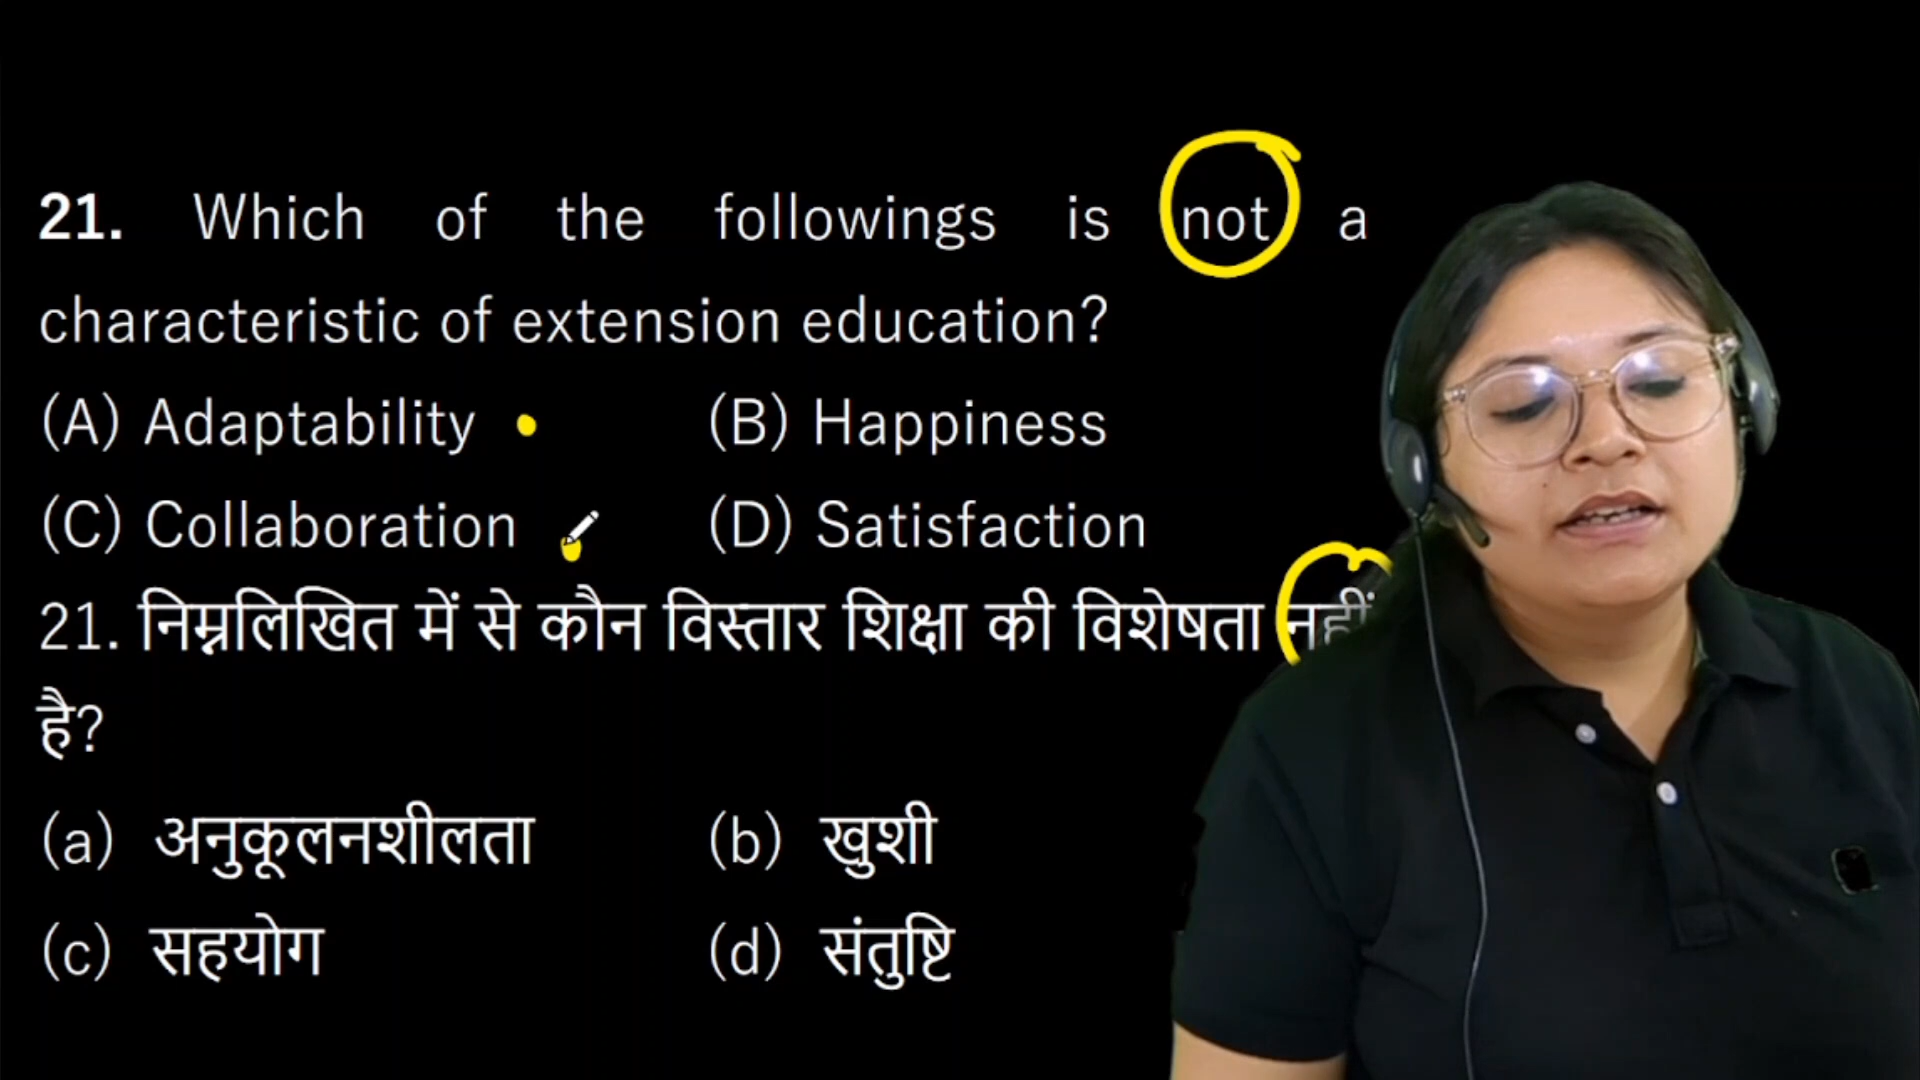 21. Which of the followings is not a
characteristic of extension education?
(A) Adaptability (B) Happiness
(C) Collaboration (D) Satisfaction
21. निम्नलिखित में से कौन विस्तार शिक्षा की विशेषता नहीं
है?
(a) अनुकूलनशीलता (b) खुशी
(c) सहयोग (d) संतुष्टि